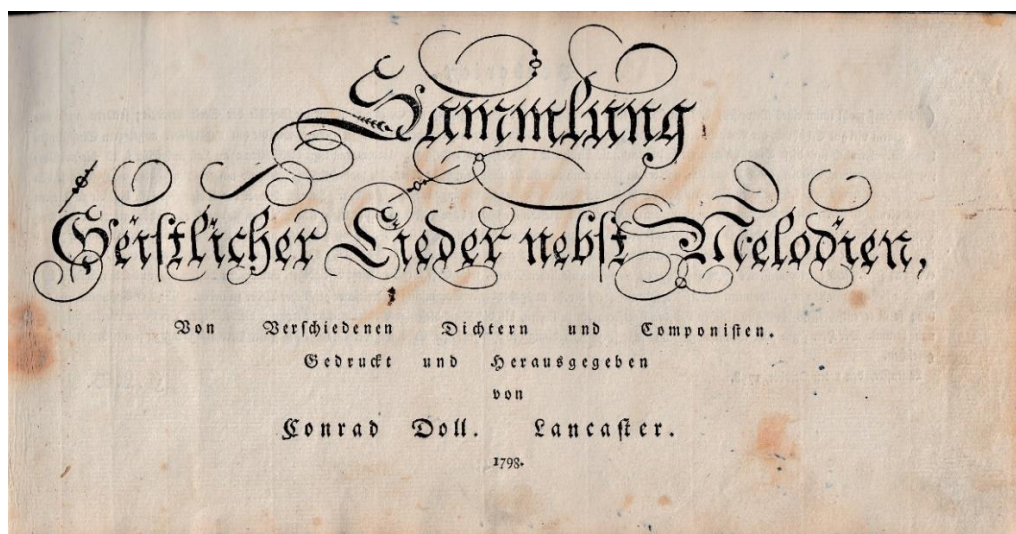 Sammlung
Geistlicher Lieder nebst Melodien,
Von Verschiedenen Dichtern und Componisten.
Gedruckt und Herausgegeben
von
Conrad Doll. Lancaster.
1798.